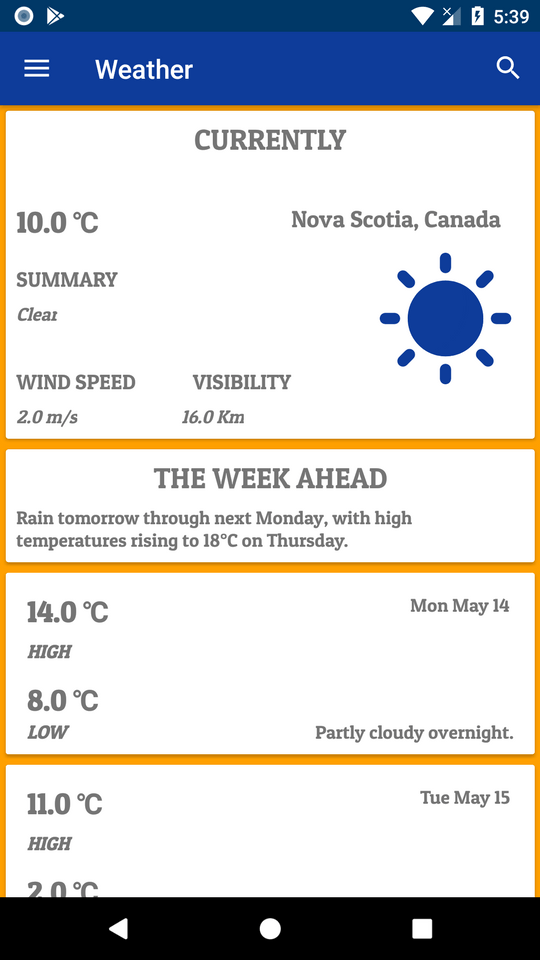 5:39
Weather
CURRENTLY
10.0 °C
Nova Scotia, Canada
SUMMARY
Clear
WIND SPEED VISIBILITY
2.0 m/s 16.0 Km
THE WEEK AHEAD
Rain tomorrow through next Monday, with high
temperatures rising to 18°C on Thursday.
14.0 °C
Mon May 14
HIGH
8.0 °C
LOW
Partly cloudy overnight.
11.0 °C
Tue May 15
HIGH
2.0 °C